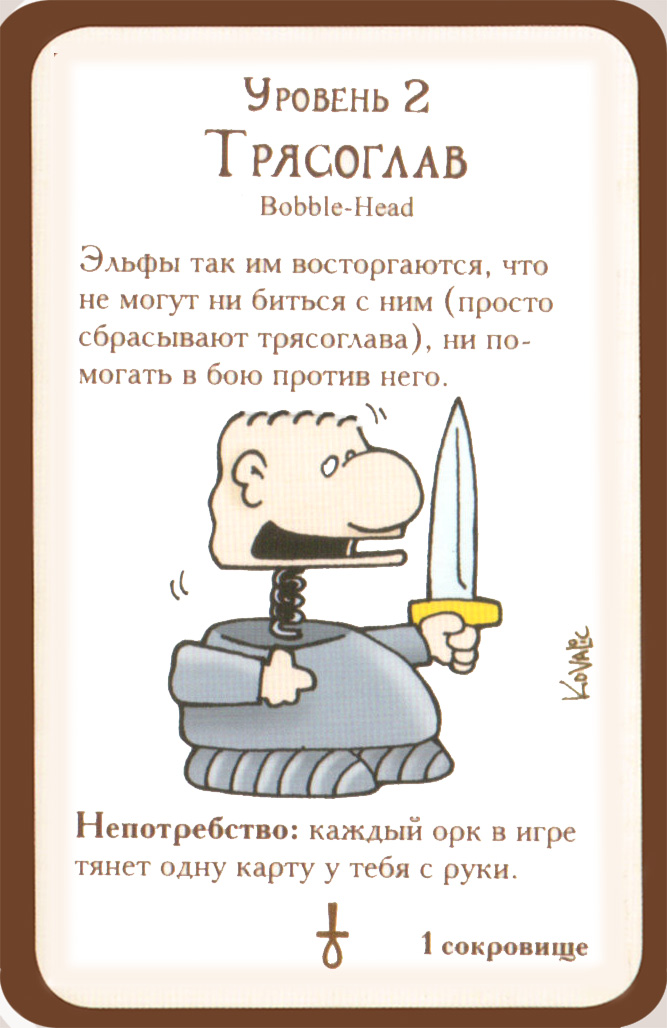 Уровень 2
Трясоглав
Bobble-Head
Эльфы так им восторгаются, что
не могут ни биться с ним (просто
сбрасывают трясоглава), ни по-
могать в бою против него.
KOVALIC
Непотребство: каждый орк в игре
тянет одну карту у тебя с руки.
1 сокровище